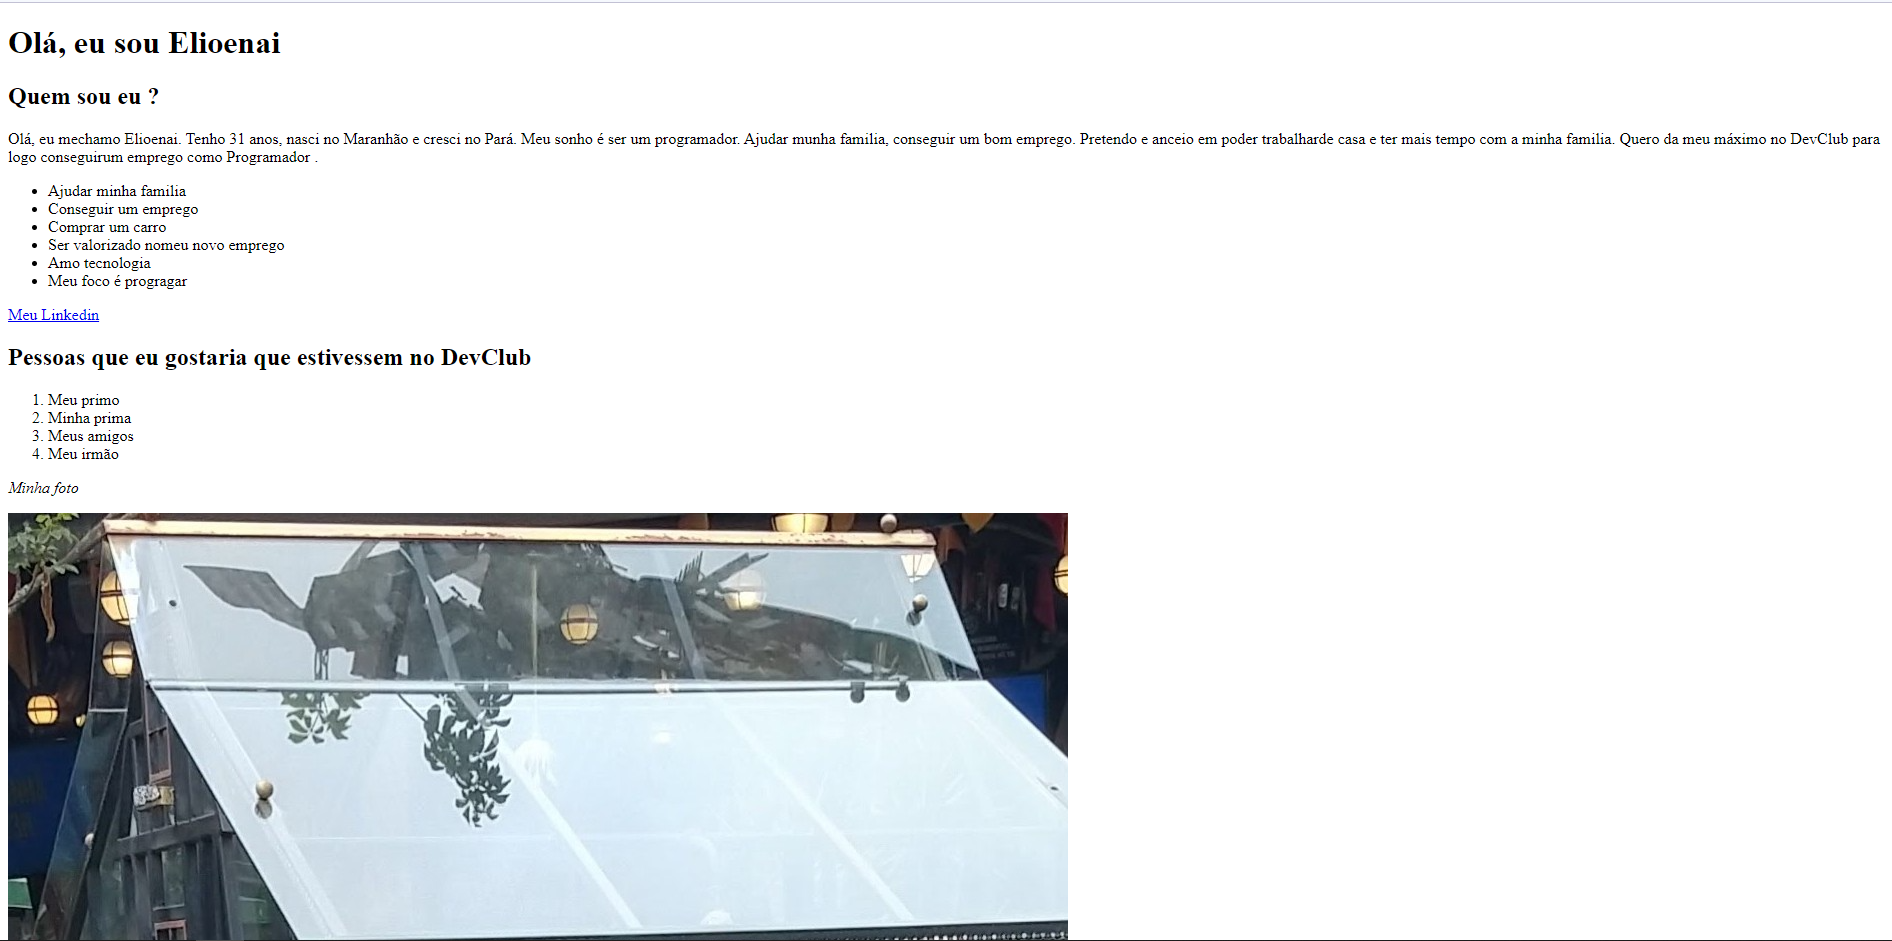 Olá, eu sou Elioenai
Quem sou eu ?
Olá, eu mechamo Elioenai. Tenho 31 anos, nasci no Maranhão e cresci no Pará. Meu sonho é ser um programador. Ajudar munha familia, conseguir um bom emprego. Pretendo e anceio em poder trabalharde casa e ter mais tempo com a minha familia. Quero da meu máximo no DevClub para
logo conseguirum emprego como Programador .
• Ajudar minha familia
• Conseguir um emprego
• Comprar um carro
• Ser valorizado nomeu novo emprego
• Amo tecnologia
• Meu foco é progragar
Meu Linkedin
Pessoas que eu gostaria que estivessem no DevClub
1. Meu primo
2. Minha prima
3. Meus amigos
4. Meu irmão
Minha foto